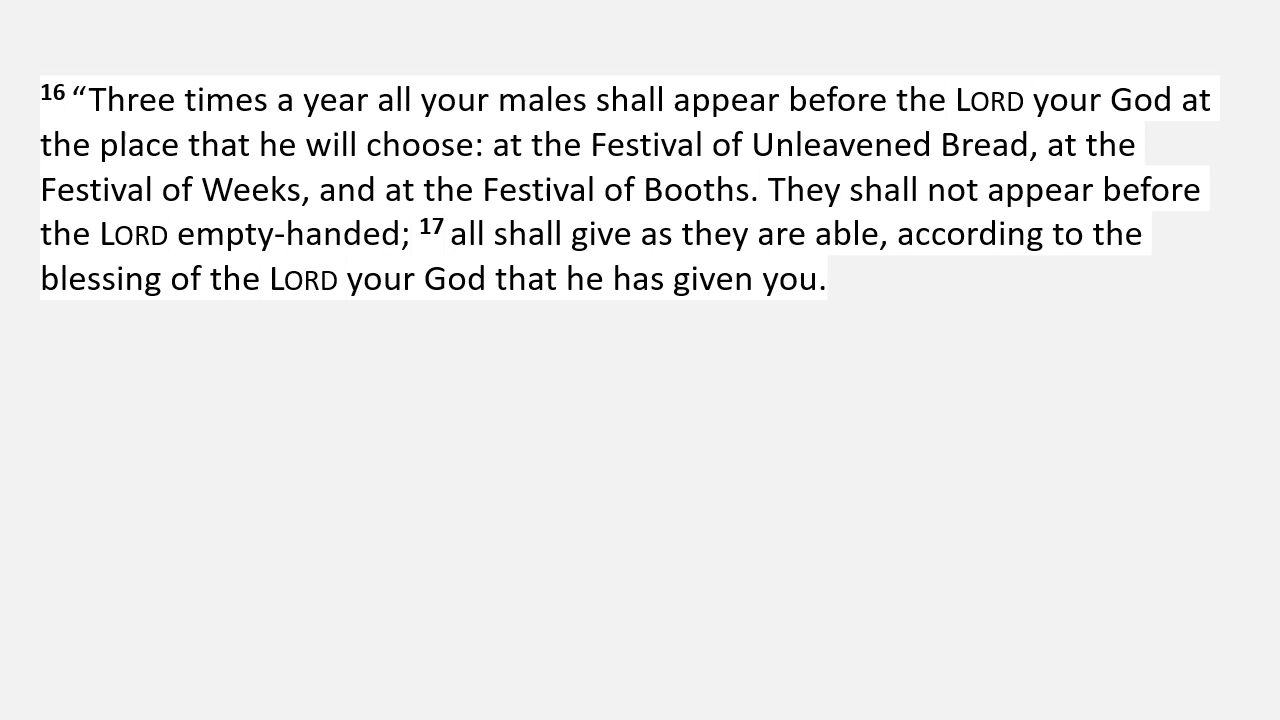 16 “Three times a year all your males shall appear before the LORD your God at
the place that he will choose: at the Festival of Unleavened Bread, at the
Festival of Weeks, and at the Festival of Booths. They shall not appear before
the LORD empty-handed; 17 all shall give as they are able, according to the
blessing of the LORD your God that he has given you.